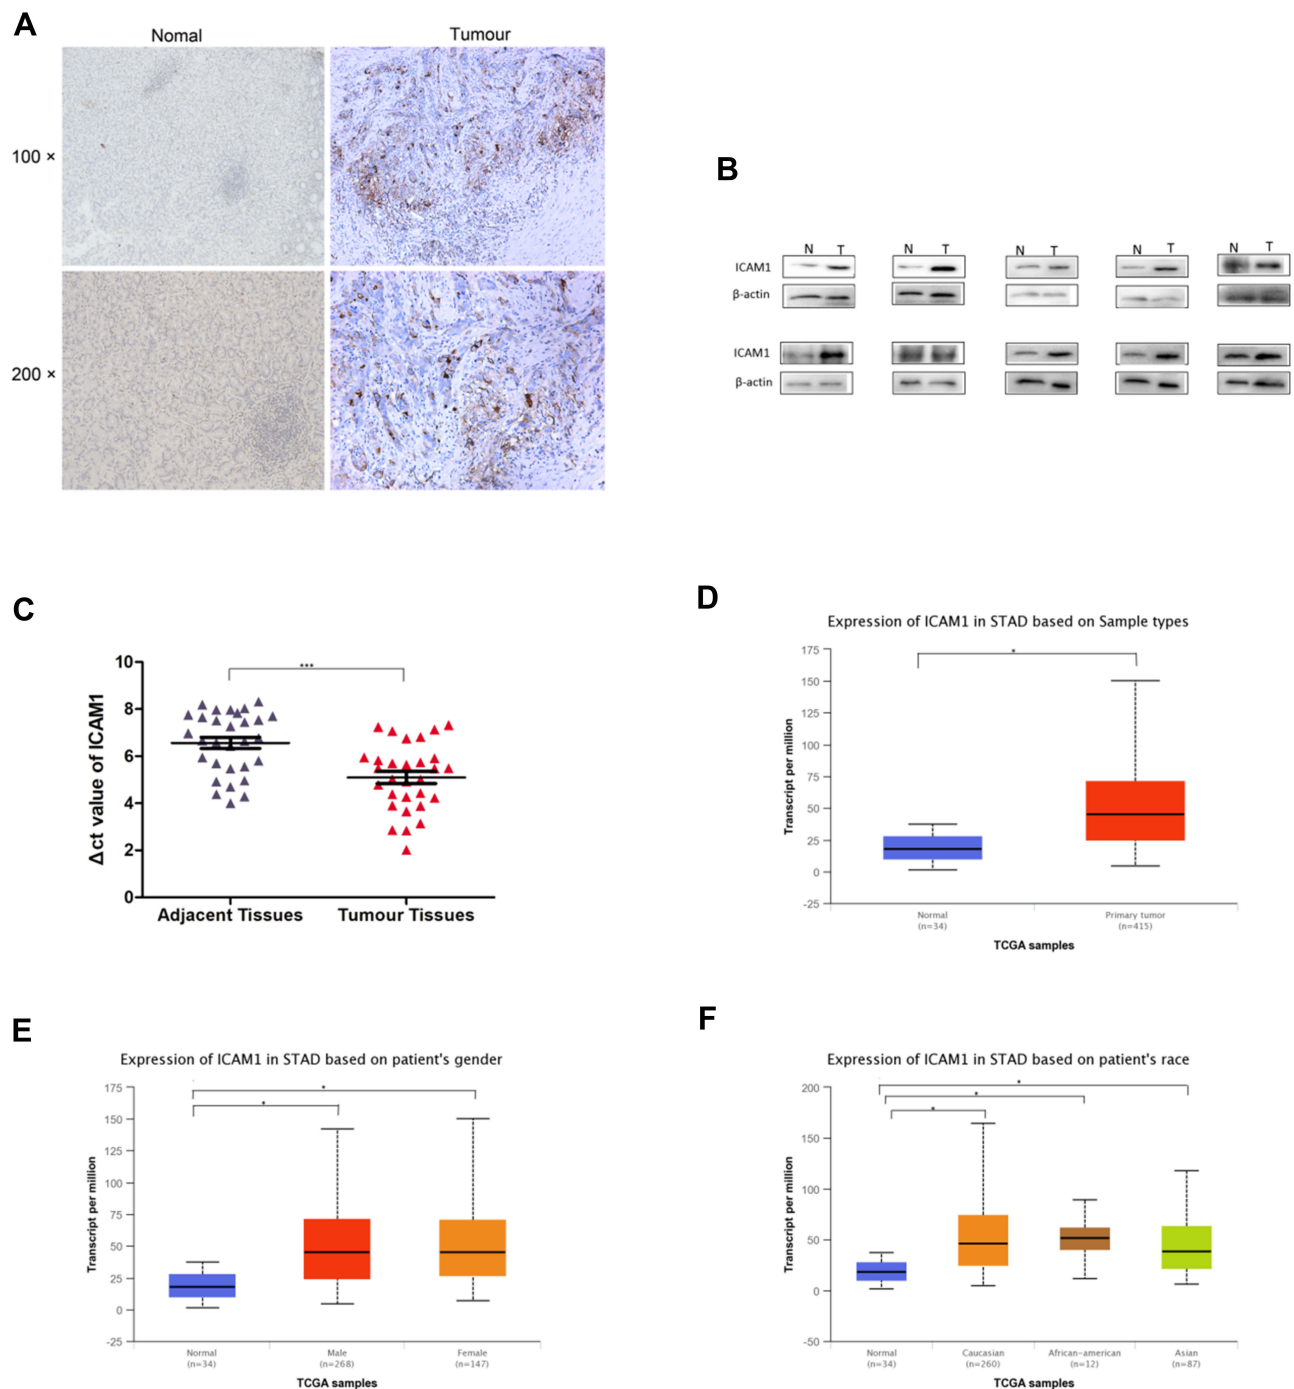 A
Nomal
Tumour
100 ×
200 ×
B
N T
N T
N T
N T
N T
ICAM1
β-actin
ICAM1
β-actin
C
Δct value of ICAM1
10
8
6
4
2
0
***
Adjacent Tissues
Tumour Tissues
D
Expression of ICAM1 in STAD based on Sample types
Transcript per million
175
150
125
100
75
50
25
0
-25
*
Normal
(n=34)
Primary tumor
(n=415)
TCGA samples
E
Expression of ICAM1 in STAD based on patient's gender
Transcript per million
175
150
125
100
75
50
25
0
-25
*
*
Normal
(n=34)
Male
(n=268)
Female
(n=147)
TCGA samples
F
Expression of ICAM1 in STAD based on patient's race
Transcript per million
200
150
100
50
0
-50
*
*
*
Normal
(n=34)
Caucasian
(n=260)
African-american
(n=12)
Asian
(n=87)
TCGA samples